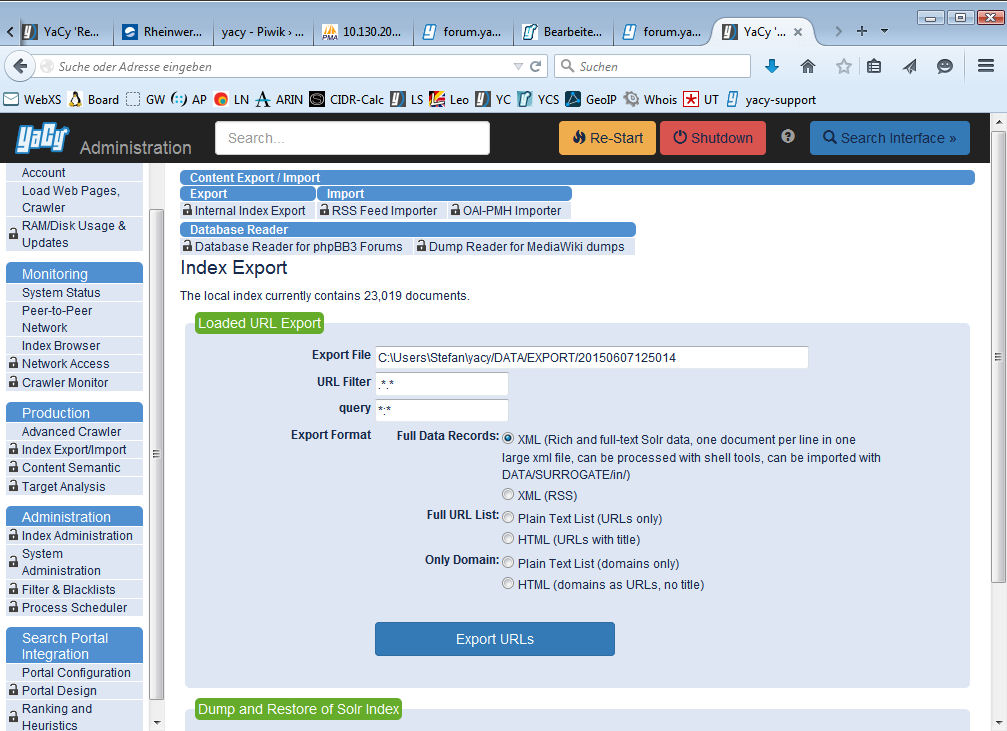 YaCy 'Re...
Rheinwer...
yacy - Piwik › ...
10.130.20...
forum.ya...
Bearbeite...
forum.ya...
YaCy '...
Suche oder Adresse eingeben
Suchen
WebXS
Board
GW
AP
LN
ARIN
CIDR-Calc
LS
Leo
YC
YCS
GeoIP
Whois
UT
yacy-support
YaCy Administration
Search...
Re-Start
Shutdown
Search Interface »
Account
Load Web Pages,
Crawler
RAM/Disk Usage &
Updates
Monitoring
System Status
Peer-to-Peer
Network
Index Browser
Network Access
Crawler Monitor
Production
Advanced Crawler
Index Export/Import
Content Semantic
Target Analysis
Administration
Index Administration
System
Administration
Filter & Blacklists
Process Scheduler
Search Portal
Integration
Portal Configuration
Portal Design
Ranking and
Heuristics
Content Export / Import
Export
Import
Internal Index Export
RSS Feed Importer
OAI-PMH Importer
Database Reader
Database Reader for phpBB3 Forums
Dump Reader for MediaWiki dumps
Index Export
The local index currently contains 23,019 documents.
Loaded URL Export
Export File
C:\Users\Stefan\yacy/DATA/EXPORT/20150607125014
URL Filter
.*.*
query
*:*
Export Format
Full Data Records:
XML (Rich and full-text Solr data, one document per line in one
large xml file, can be processed with shell tools, can be imported with
DATA/SURROGATE/in/)
XML (RSS)
Full URL List:
Plain Text List (URLs only)
HTML (URLs with title)
Only Domain:
Plain Text List (domains only)
HTML (domains as URLs, no title)
Export URLs
Dump and Restore of Solr Index